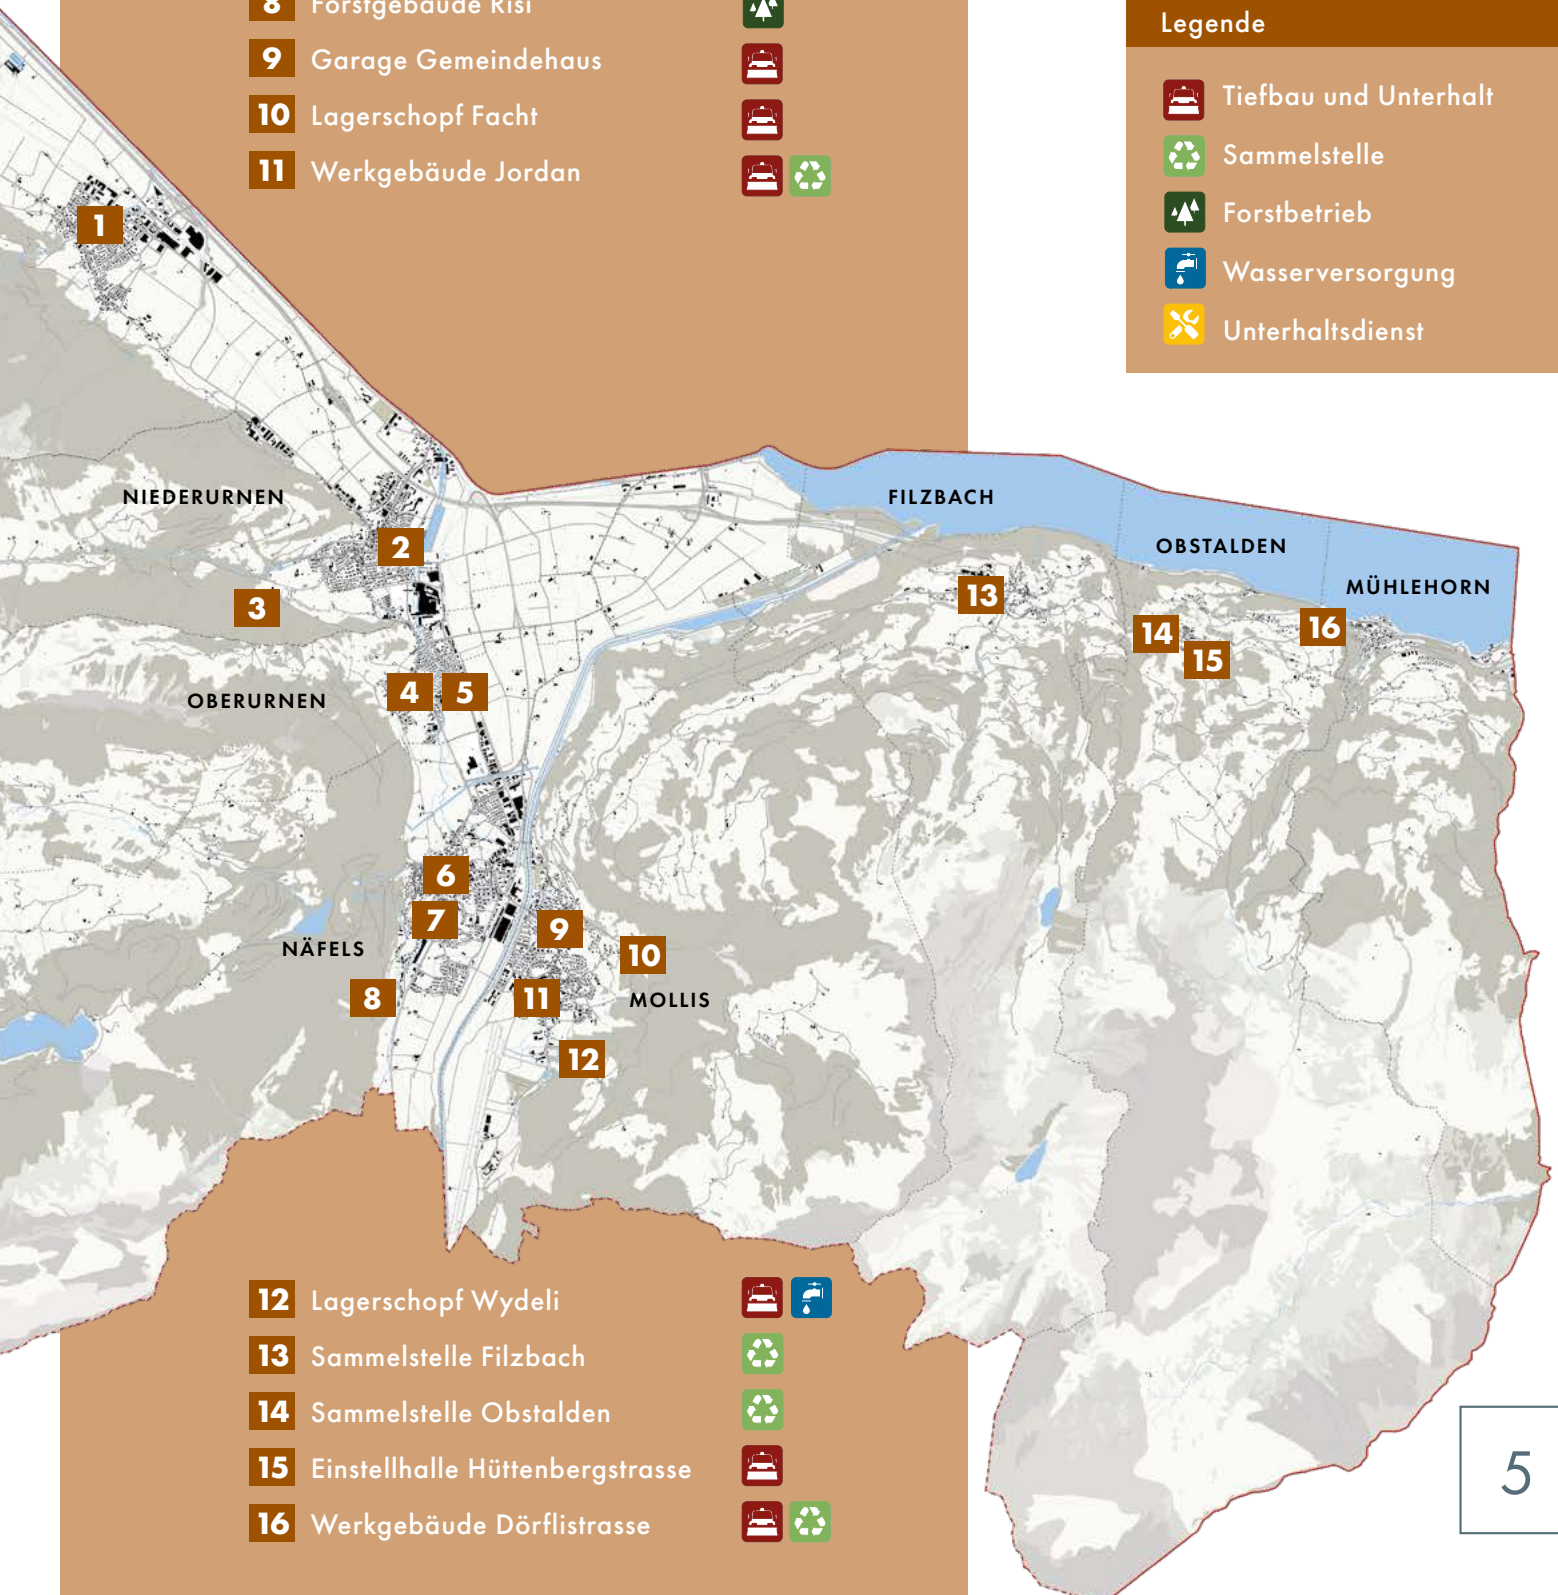 8 Forstgebäude Risi
9 Garage Gemeindehaus
10 Lagerschopf Facht
11 Werkgebäude Jordan
Legende
Tiefbau und Unterhalt
Sammelstelle
Forstbetrieb
Wasserversorgung
Unterhaltsdienst
1
NIEDERURNEN
2
3
OBERURNEN
4 5
FILZBACH
OBSTALDEN
MÜHLEHORN
13
14
15
16
6
7
NÄFELS
8
9
10
11
MOLLIS
12
12 Lagerschopf Wydeli
13 Sammelstelle Filzbach
14 Sammelstelle Obstalden
15 Einstellhalle Hüttenbergstrasse
16 Werkgebäude Dörflistrasse
5